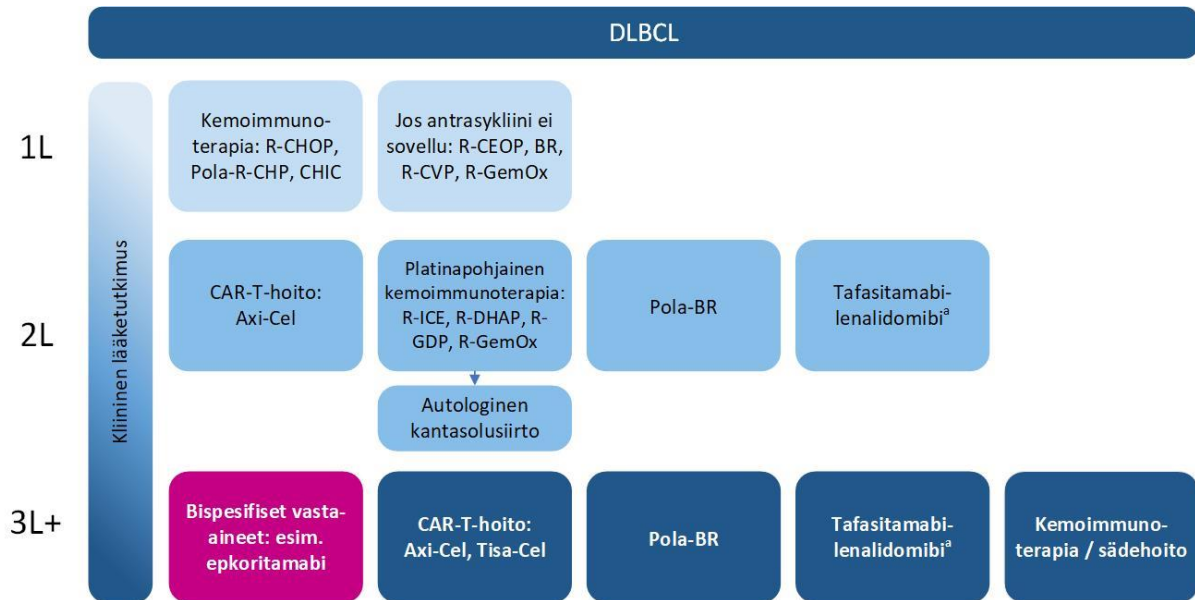 DLBCL
Kliininen lääketutkimus
1L
Kemoimmuno-
terapia: R-CHOP,
Pola-R-CHP, CHIC
Jos antrasykliini ei
sovellu: R-CEOP, BR,
R-CVP, R-GemOx
2L
CAR-T-hoito:
Axi-Cel
Platinapohjainen
kemoimmunoterapia:
R-ICE, R-DHAP, R-
GDP, R-GemOx
Pola-BR
Tafasitamabi-
lenalidomibiᵃ
Autologinen
kantasolusiirto
3L+
Bispesifiset vasta-
aineet: esim.
epkoritamabi
CAR-T-hoito:
Axi-Cel, Tisa-Cel
Pola-BR
Tafasitamabi-
lenalidomibiᵃ
Kemoimmuno-
terapia / sädehoito